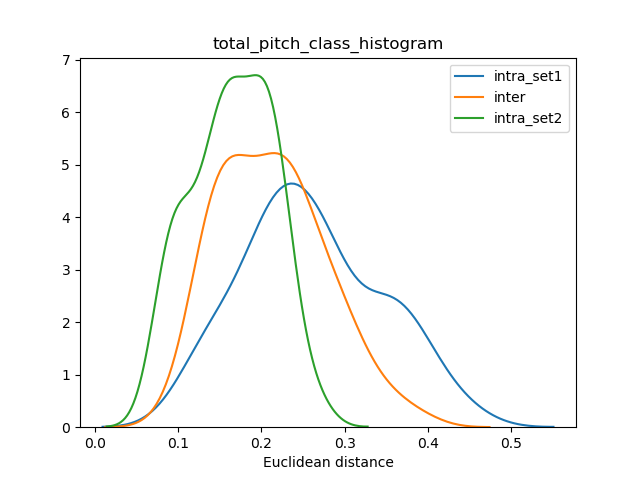 total_pitch_class_histogram
7
6
5
4
3
2
1
0
intra_set1
inter
intra_set2
0.0 0.1 0.2 0.3 0.4 0.5
Euclidean distance